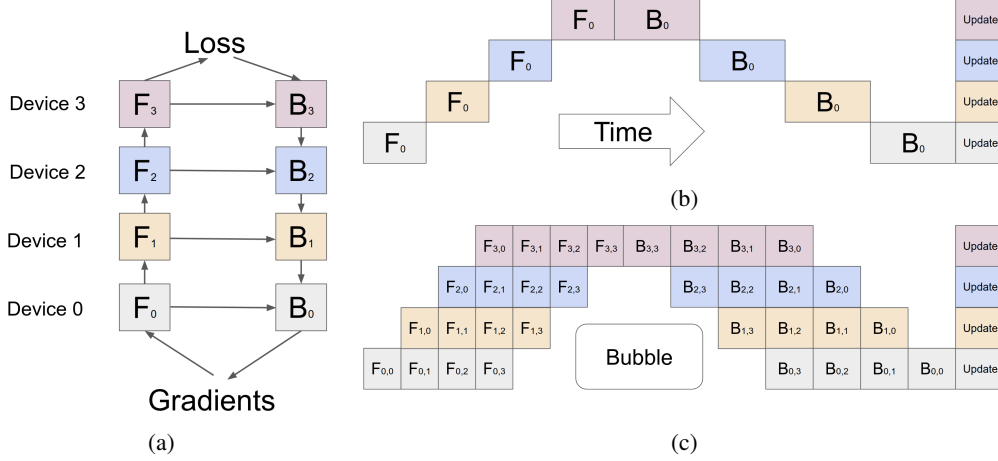 Loss
Device 3 F₃ B₃
Device 2 F₂ B₂
Device 1 F₁ B₁
Device 0 F₀ B₀
Gradients
(a)
F₀ B₀ Update
F₀ B₀ Update
F₀ B₀ Update
F₀ B₀ Update
Time
(b)
F₃,₀ F₃,₁ F₃,₂ F₃,₃ B₃,₃ B₃,₂ B₃,₁ B₃,₀ Update
F₂,₀ F₂,₁ F₂,₂ F₂,₃ B₂,₃ B₂,₂ B₂,₁ B₂,₀ Update
F₁,₀ F₁,₁ F₁,₂ F₁,₃ B₁,₃ B₁,₂ B₁,₁ B₁,₀ Update
F₀,₀ F₀,₁ F₀,₂ F₀,₃ B₀,₃ B₀,₂ B₀,₁ B₀,₀ Update
Bubble
(c)